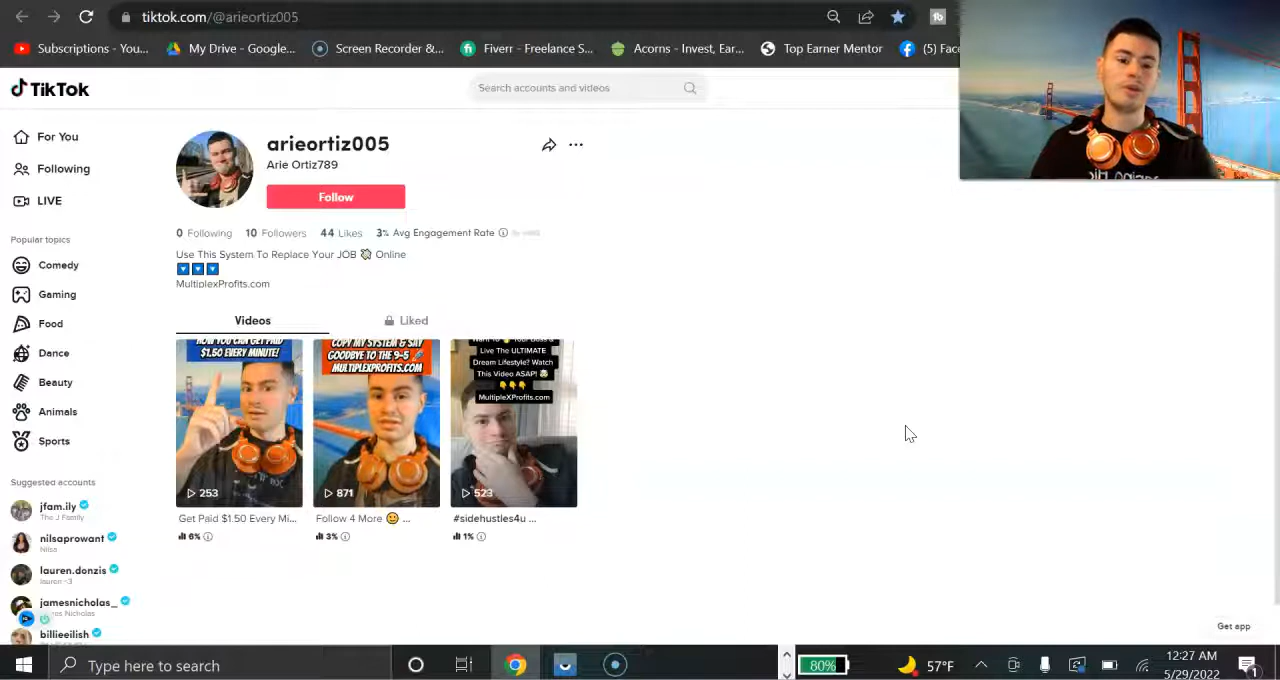 tiktok.com/@arieortiz005
Subscriptions - You...
My Drive - Google...
Screen Recorder &...
Fiverr - Freelance S...
Acorns - Invest, Ear...
Top Earner Mentor
(5) Face
TikTok
Search accounts and videos
For You
Following
LIVE
Popular topics
Comedy
Gaming
Food
Dance
Beauty
Animals
Sports
Suggested accounts
jfam.ily
The J Family
nilsaprowant
Nilsa
lauren.donzis
lauren <3
jamesnicholas_
Nicholas
billieeilish
arieortiz005
Arie Ortiz789
Follow
0 Following 10 Followers 44 Likes 3% Avg Engagement Rate
Use This System To Replace Your JOB Online
MultiplexProfits.com
Videos
Liked
HOW YOU CAN GET PAID
$1.50 EVERY MINUTE!
253
Get Paid $1.50 Every Mi...
6%
COPY MY SYSTEM & SAY
GOODBYE TO THE 9-5
MULTIPLEXPROFITS.COM
871
Follow 4 More ...
3%
Live The ULTIMATE
Dream Lifestyle? Watch
This Video ASAP!
MultipleXProfits.com
523
#sidehustles4u ...
1%
Get app
Type here to search
80%
57°F
12:27 AM
5/29/2022
1